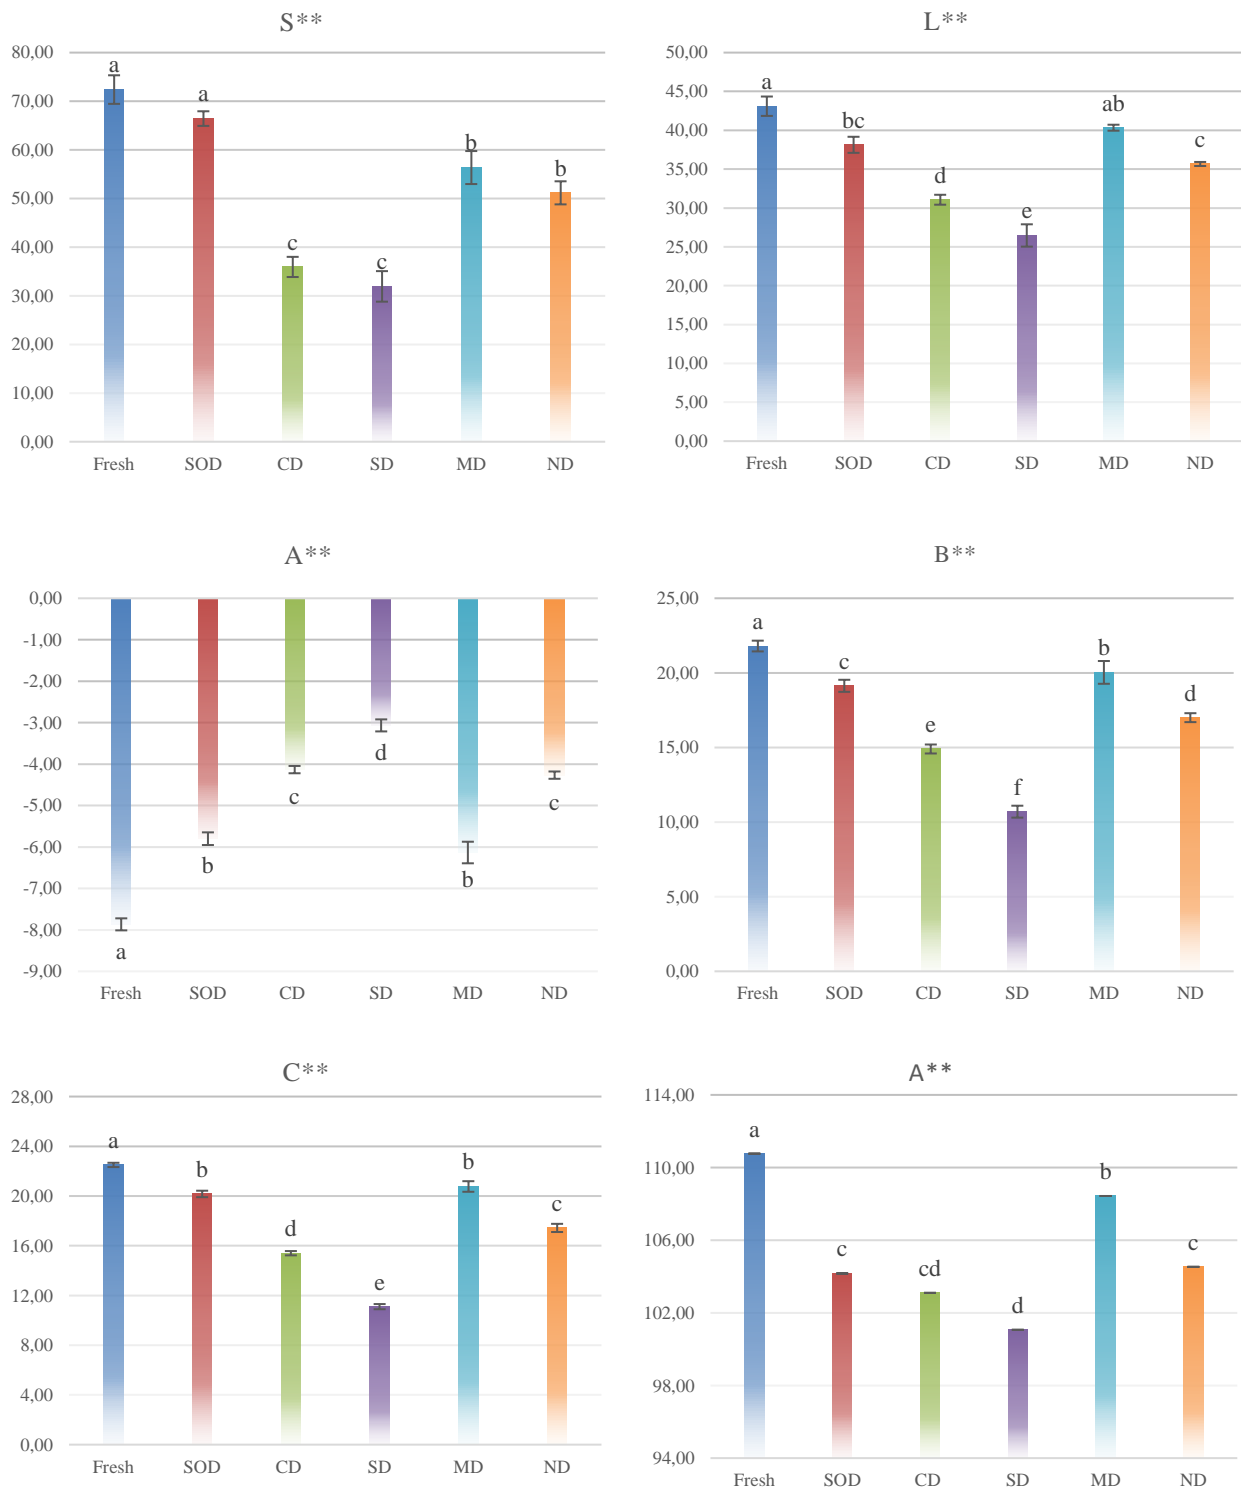 S**
80,00
70,00
60,00
50,00
40,00
30,00
20,00
10,00
0,00
a
a
c
c
b
b
Fresh SOD CD SD MD ND
L**
50,00
45,00
40,00
35,00
30,00
25,00
20,00
15,00
10,00
5,00
0,00
a
bc
d
e
ab
c
Fresh SOD CD SD MD ND
A**
0,00
-1,00
-2,00
-3,00
-4,00
-5,00
-6,00
-7,00
-8,00
-9,00
a
b
c
d
b
c
Fresh SOD CD SD MD ND
B**
25,00
20,00
15,00
10,00
5,00
0,00
a
c
e
f
b
d
Fresh SOD CD SD MD ND
C**
28,00
24,00
20,00
16,00
12,00
8,00
4,00
0,00
a
b
d
e
b
c
Fresh SOD CD SD MD ND
A**
114,00
110,00
106,00
102,00
98,00
94,00
a
c
cd
d
b
c
Fresh SOD CD SD MD ND